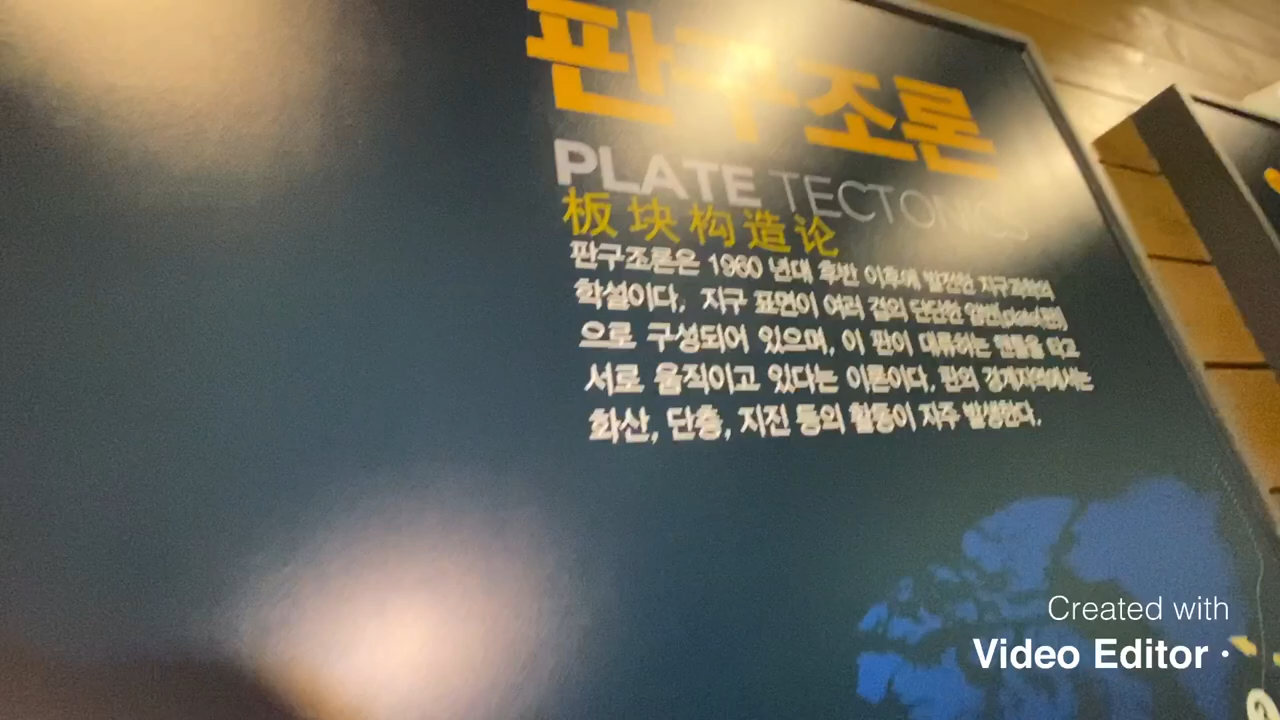 판구조론
PLATE TECTONICS
板块构造论
판구조론은 1960 년대 후반 이후에 발전한 지구과학의
학설이다. 지구 표면이 여러 겹의 단단한
으로 구성되어 있으며, 이 판이 대류하는 맨틀을 타고
서로 움직이고 있다는 이론이다. 판의 경계지역에서는
화산, 단층, 지진 등의 활동이 자주 발생한다.
Created with
Video Editor